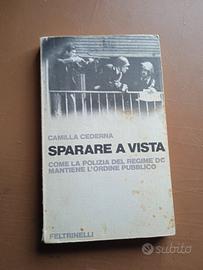 CAMILLA CEDERNA
SPARARE A VISTA
COME LA POLIZIA DEL REGIME DC
MANTIENE L'ORDINE PUBBLICO
FELTRINELLI
subito